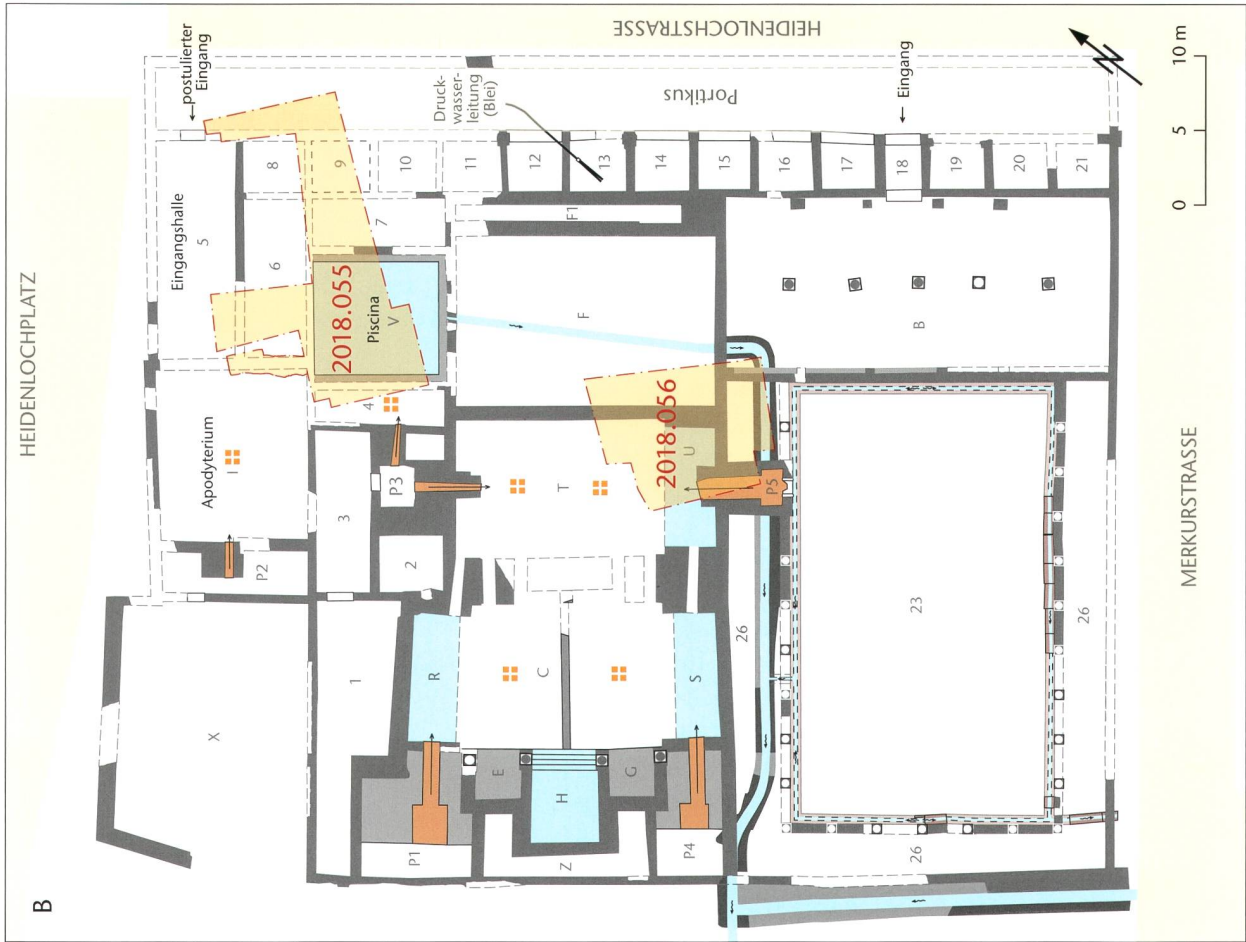 B
HEIDENLOCHPLATZ
HEIDENLOCHSTRASSE
MERKURSTRASSE
postulierter
Eingang
Eingangshalle
5
8
9
10
11
12
13
14
15
16
17
18
19
20
21
Portikus
Druck-
wasser-
leitung
(Blei)
Eingang
6
7
F1
2018.055
Piscina
V
F
B
Apodyterium
I
4
P3
3
2
P2
T
2018.056
U
P5
X
1
R
C
S
26
23
26
26
E
H
G
P1
Z
P4
0
5
10 m